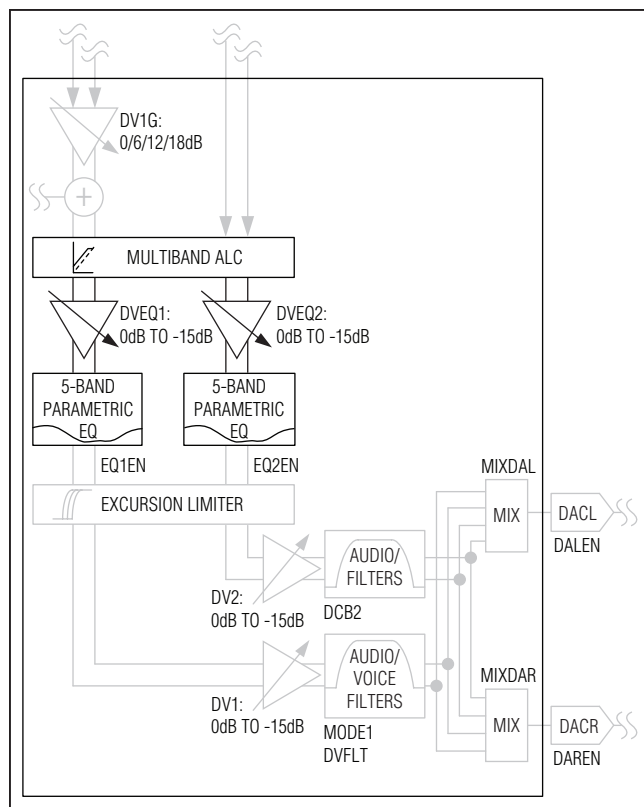 DV1G:
0/6/12/18dB
+
MULTIBAND ALC
DVEQ1:
0dB TO -15dB
DVEQ2:
0dB TO -15dB
5-BAND
PARAMETRIC
EQ
5-BAND
PARAMETRIC
EQ
EQ1EN
EQ2EN
EXCURSION LIMITER
MIXDAL
MIX
DACL
DALEN
AUDIO/
FILTERS
DV2:
0dB TO -15dB
DCB2
AUDIO/
VOICE
FILTERS
DV1:
0dB TO -15dB
MODE1
DVFLT
MIXDAR
MIX
DACR
DAREN